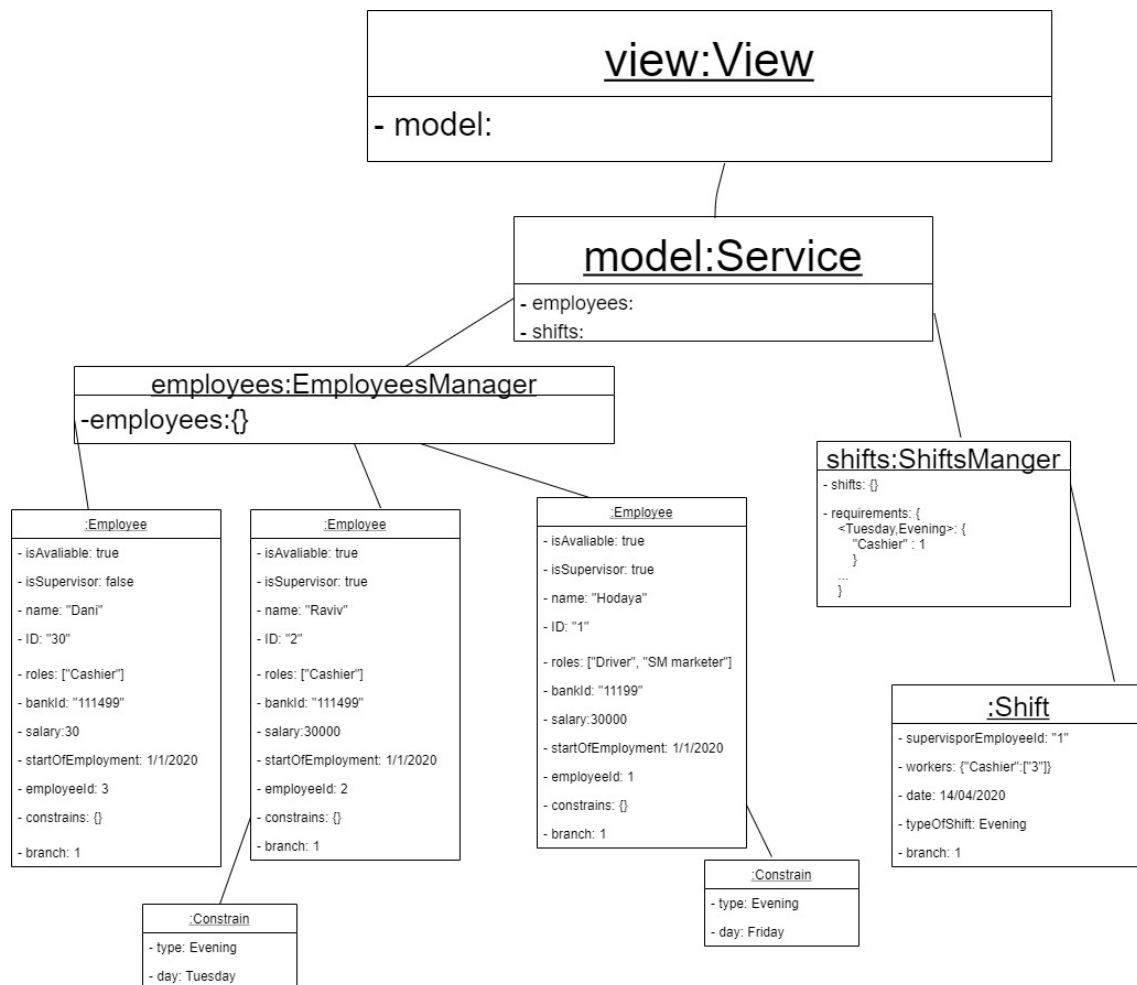 view:View
- model:
model:Service
- employees:
- shifts:
employees:EmployeesManager
-employees:{}
shifts:ShiftsManger
- shifts: {}
- requirements: {
<Tuesday,Evening>: {
"Cashier" : 1
}
...
}
:Employee
- isAvaliable: true
- isSupervisor: false
- name: "Dani"
- ID: "30"
- roles: ["Cashier"]
- bankId: "111499"
- salary:30
- startOfEmployment: 1/1/2020
- employeeId: 3
- constrains: {}
- branch: 1
:Employee
- isAvaliable: true
- isSupervisor: true
- name: "Raviv"
- ID: "2"
- roles: ["Cashier"]
- bankId: "111499"
- salary:30000
- startOfEmployment: 1/1/2020
- employeeId: 2
- constrains: {}
- branch: 1
:Employee
- isAvaliable: true
- isSupervisor: true
- name: "Hodaya"
- ID: "1"
- roles: ["Driver", "SM marketer"]
- bankId: "11199"
- salary:30000
- startOfEmployment: 1/1/2020
- employeeId: 1
- constrains: {}
- branch: 1
:Shift
- supervisporEmployeeId: "1"
- workers: {"Cashier":["3"]}
- date: 14/04/2020
- typeOfShift: Evening
- branch: 1
:Constrain
- type: Evening
- day: Tuesday
:Constrain
- type: Evening
- day: Friday